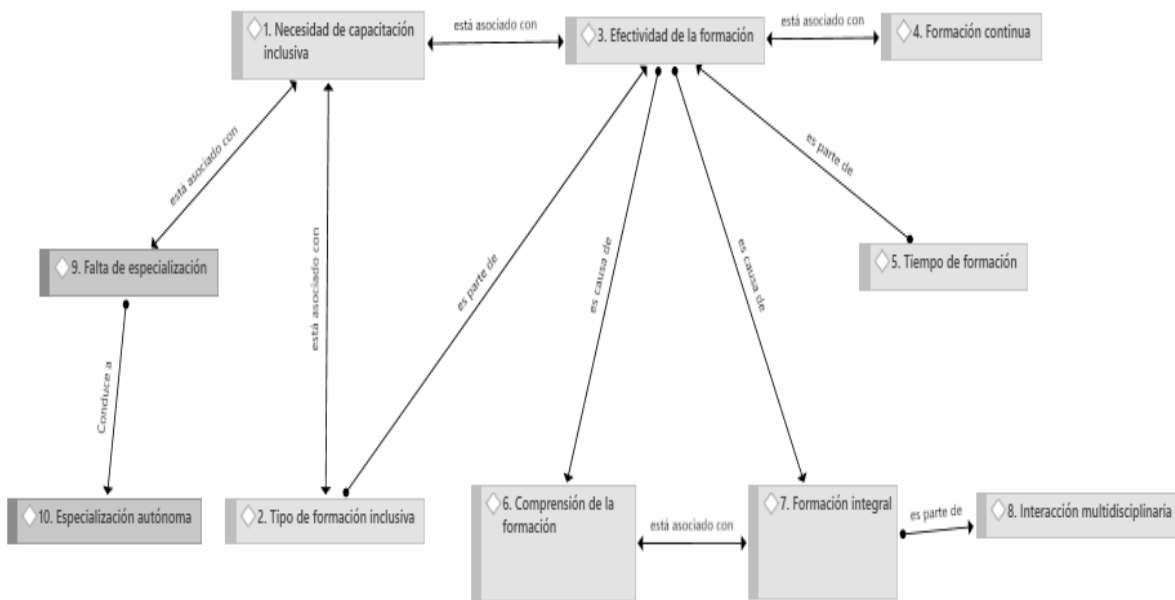 1. Necesidad de capacitación
inclusiva
está asociado con
3. Efectividad de la formación
está asociado con
4. Formación continua
está asociado con
está asociado con
es parte de
es causa de
es causa de
es parte de
9. Falta de especialización
5. Tiempo de formación
Conduce a
10. Especialización autónoma
2. Tipo de formación inclusiva
6. Comprensión de la
formación
está asociado con
7. Formación integral
es parte de
8. Interacción multidisciplinaria